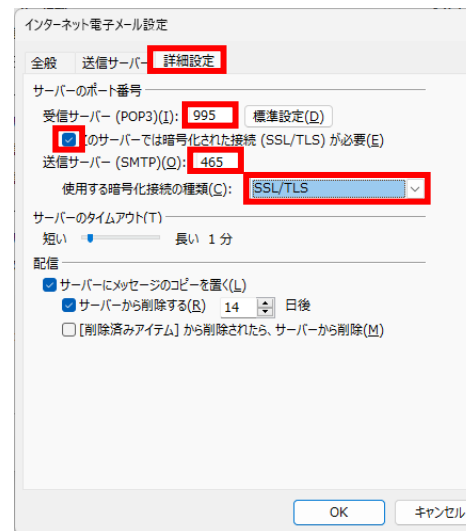 インターネット電子メール設定
全般 送信サーバー 詳細設定
サーバーのポート番号
受信サーバー (POP3)(I): 995 標準設定(D)
このサーバーでは暗号化された接続 (SSL/TLS) が必要(E)
送信サーバー (SMTP)(O): 465
使用する暗号化接続の種類(C): SSL/TLS
サーバーのタイムアウト(T)
短い 長い 1 分
配信
サーバーにメッセージのコピーを置く(L)
サーバーから削除する(R) 14 日後
[削除済みアイテム] から削除されたら、サーバーから削除(M)
OK キャンセル